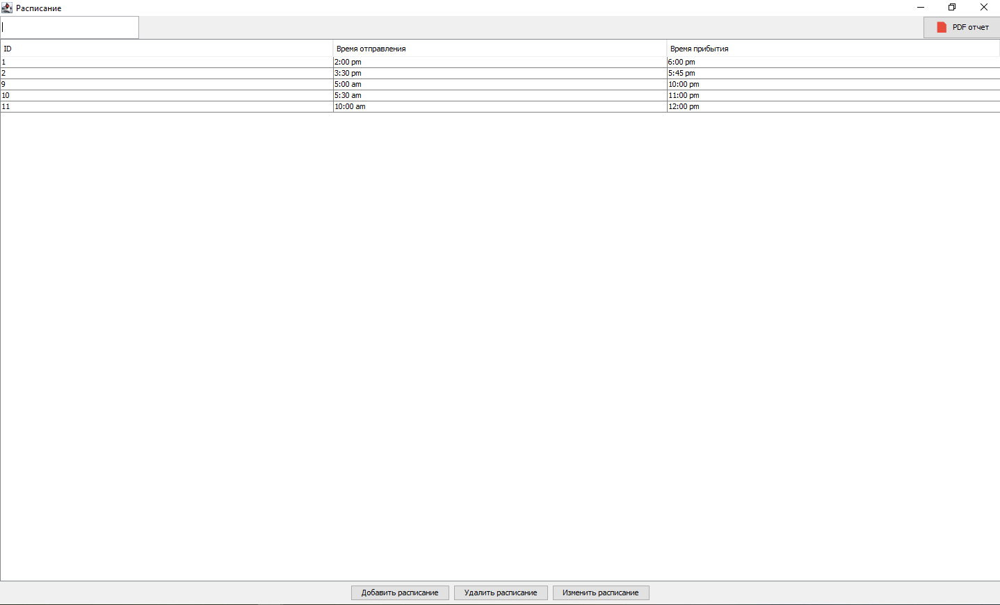 Расписание
PDF отчет
ID Время отправления Время прибытия
1 2:00 pm 6:00 pm
2 3:30 pm 5:45 pm
9 5:00 am 10:00 pm
10 5:30 am 11:00 pm
11 10:00 am 12:00 pm
Добавить расписание Удалить расписание Изменить расписание